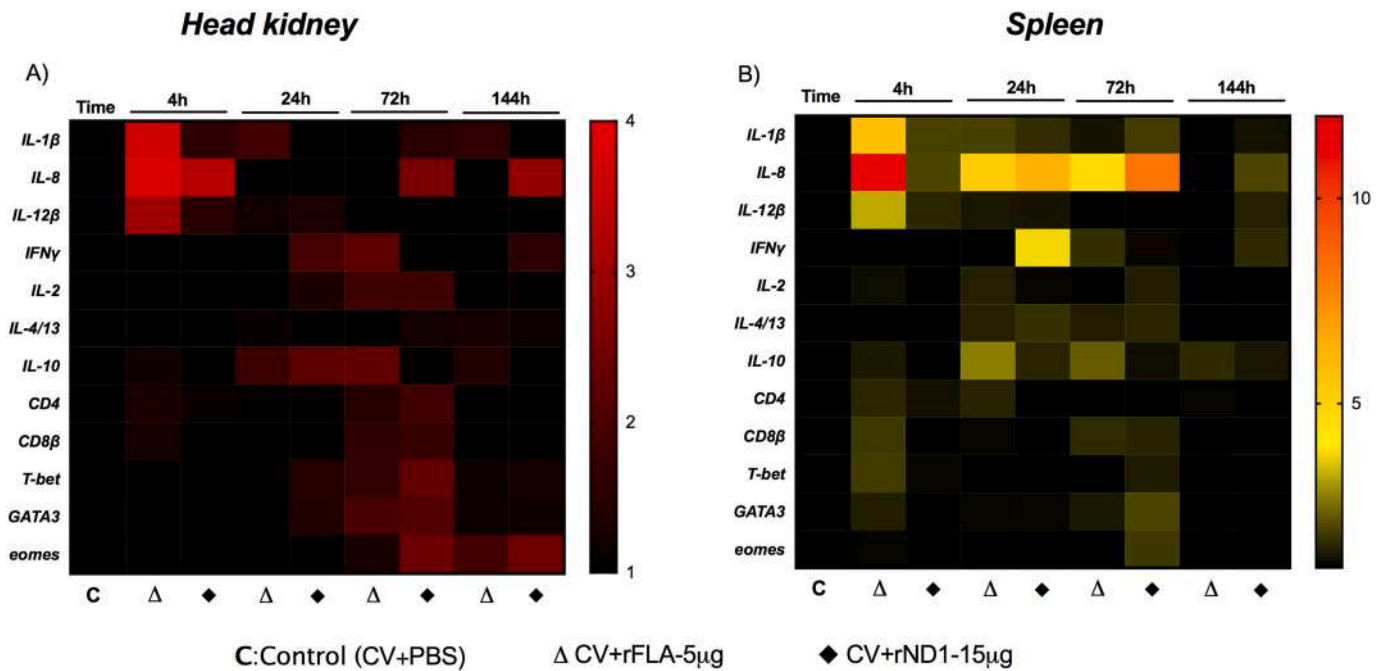 Head kidney
Spleen
A)
Time 4h 24h 72h 144h
IL-1β
IL-8
IL-12β
IFNγ
IL-2
IL-4/13
IL-10
CD4
CD8β
T-bet
GATA3
eomes
C Δ ◆ Δ ◆ Δ ◆ Δ ◆
4
3
2
1
B)
Time 4h 24h 72h 144h
IL-1β
IL-8
IL-12β
IFNγ
IL-2
IL-4/13
IL-10
CD4
CD8β
T-bet
GATA3
eomes
C Δ ◆ Δ ◆ Δ ◆ Δ ◆
10
5
C:Control (CV+PBS) Δ CV+rFLA-5μg ◆ CV+rND1-15μg